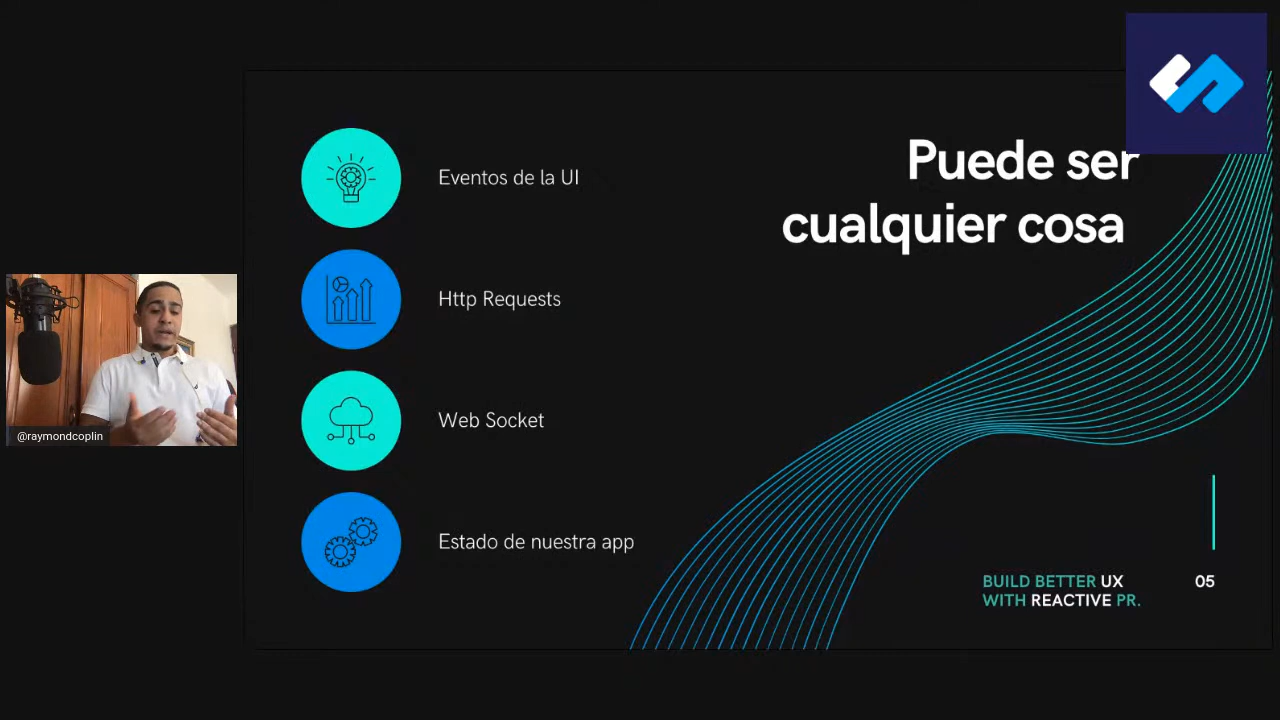 Puede ser
cualquier cosa
Eventos de la UI
Http Requests
Web Socket
Estado de nuestra app
@raymondcoplin
BUILD BETTER UX
WITH REACTIVE PR.
05